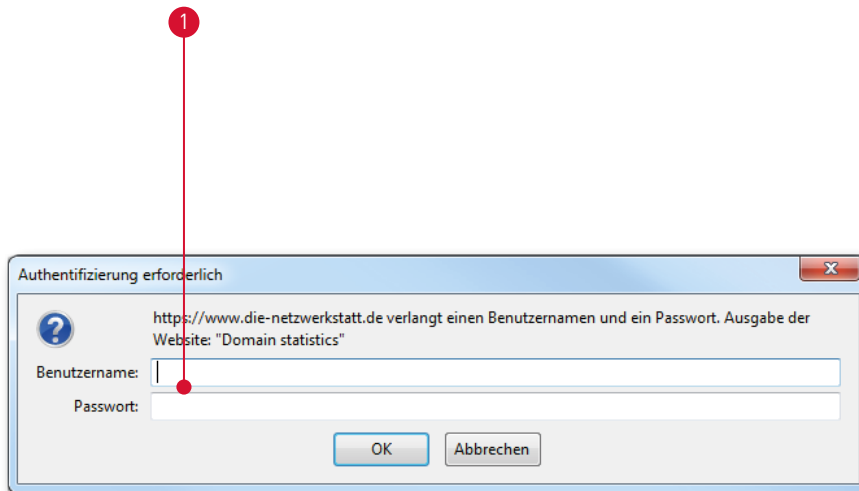 1
Authentifizierung erforderlich
https://www.die-netzwerkstatt.de verlangt einen Benutzernamen und ein Passwort. Ausgabe der
Website: "Domain statistics"
Benutzername:
Passwort:
OK Abbrechen